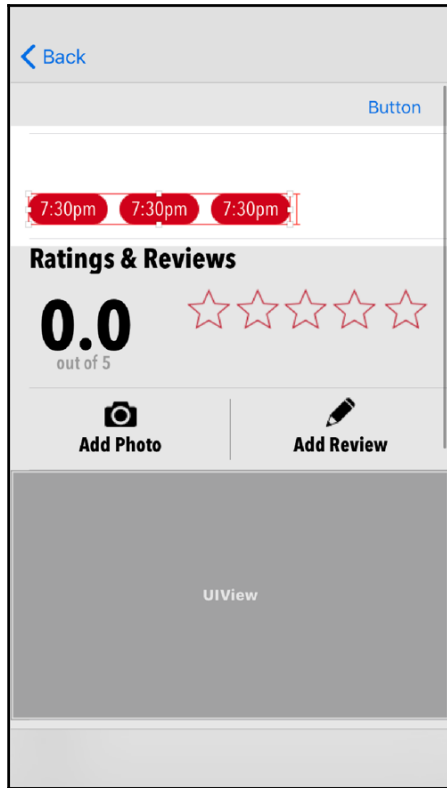 Back
Button
7:30pm 7:30pm 7:30pm
Ratings & Reviews
0.0
out of 5
Add Photo Add Review
UIView